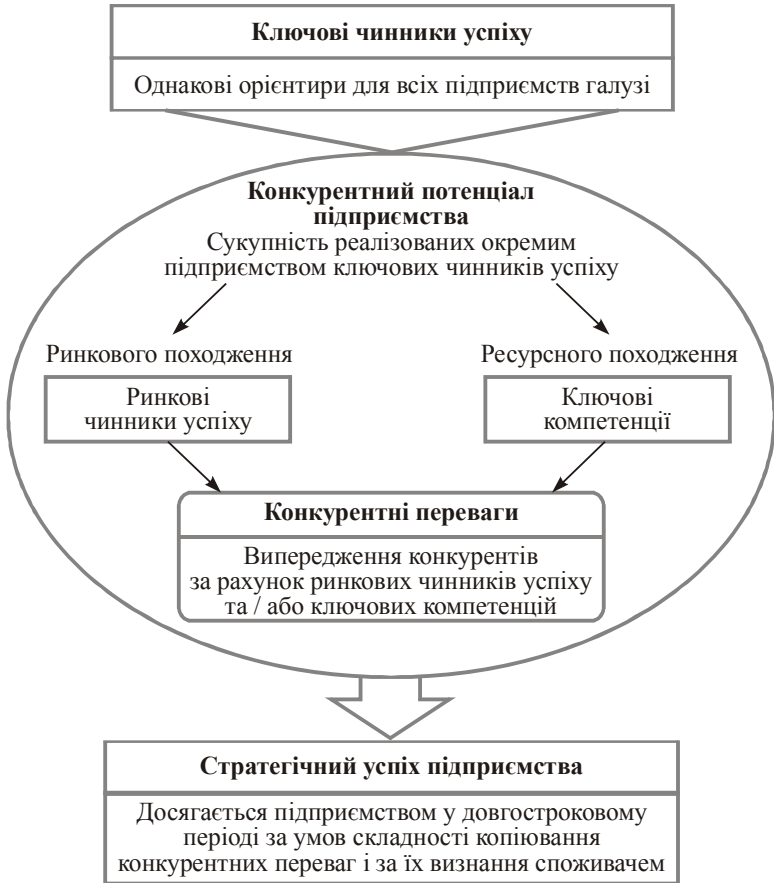 Ключові чинники успіху
Однакові орієнтири для всіх підприємств галузі
Конкурентний потенціал
підприємства
Сукупність реалізованих окремим
підприємством ключових чинників успіху
Ринкового походження
Ресурсного походження
Ринкові
чинники успіху
Ключові
компетенції
Конкурентні переваги
Випередження конкурентів
за рахунок ринкових чинників успіху
та / або ключових компетенцій
Стратегічний успіх підприємства
Досягається підприємством у довгостроковому
періоді за умов складності копіювання
конкурентних переваг і за їх визнання споживачем